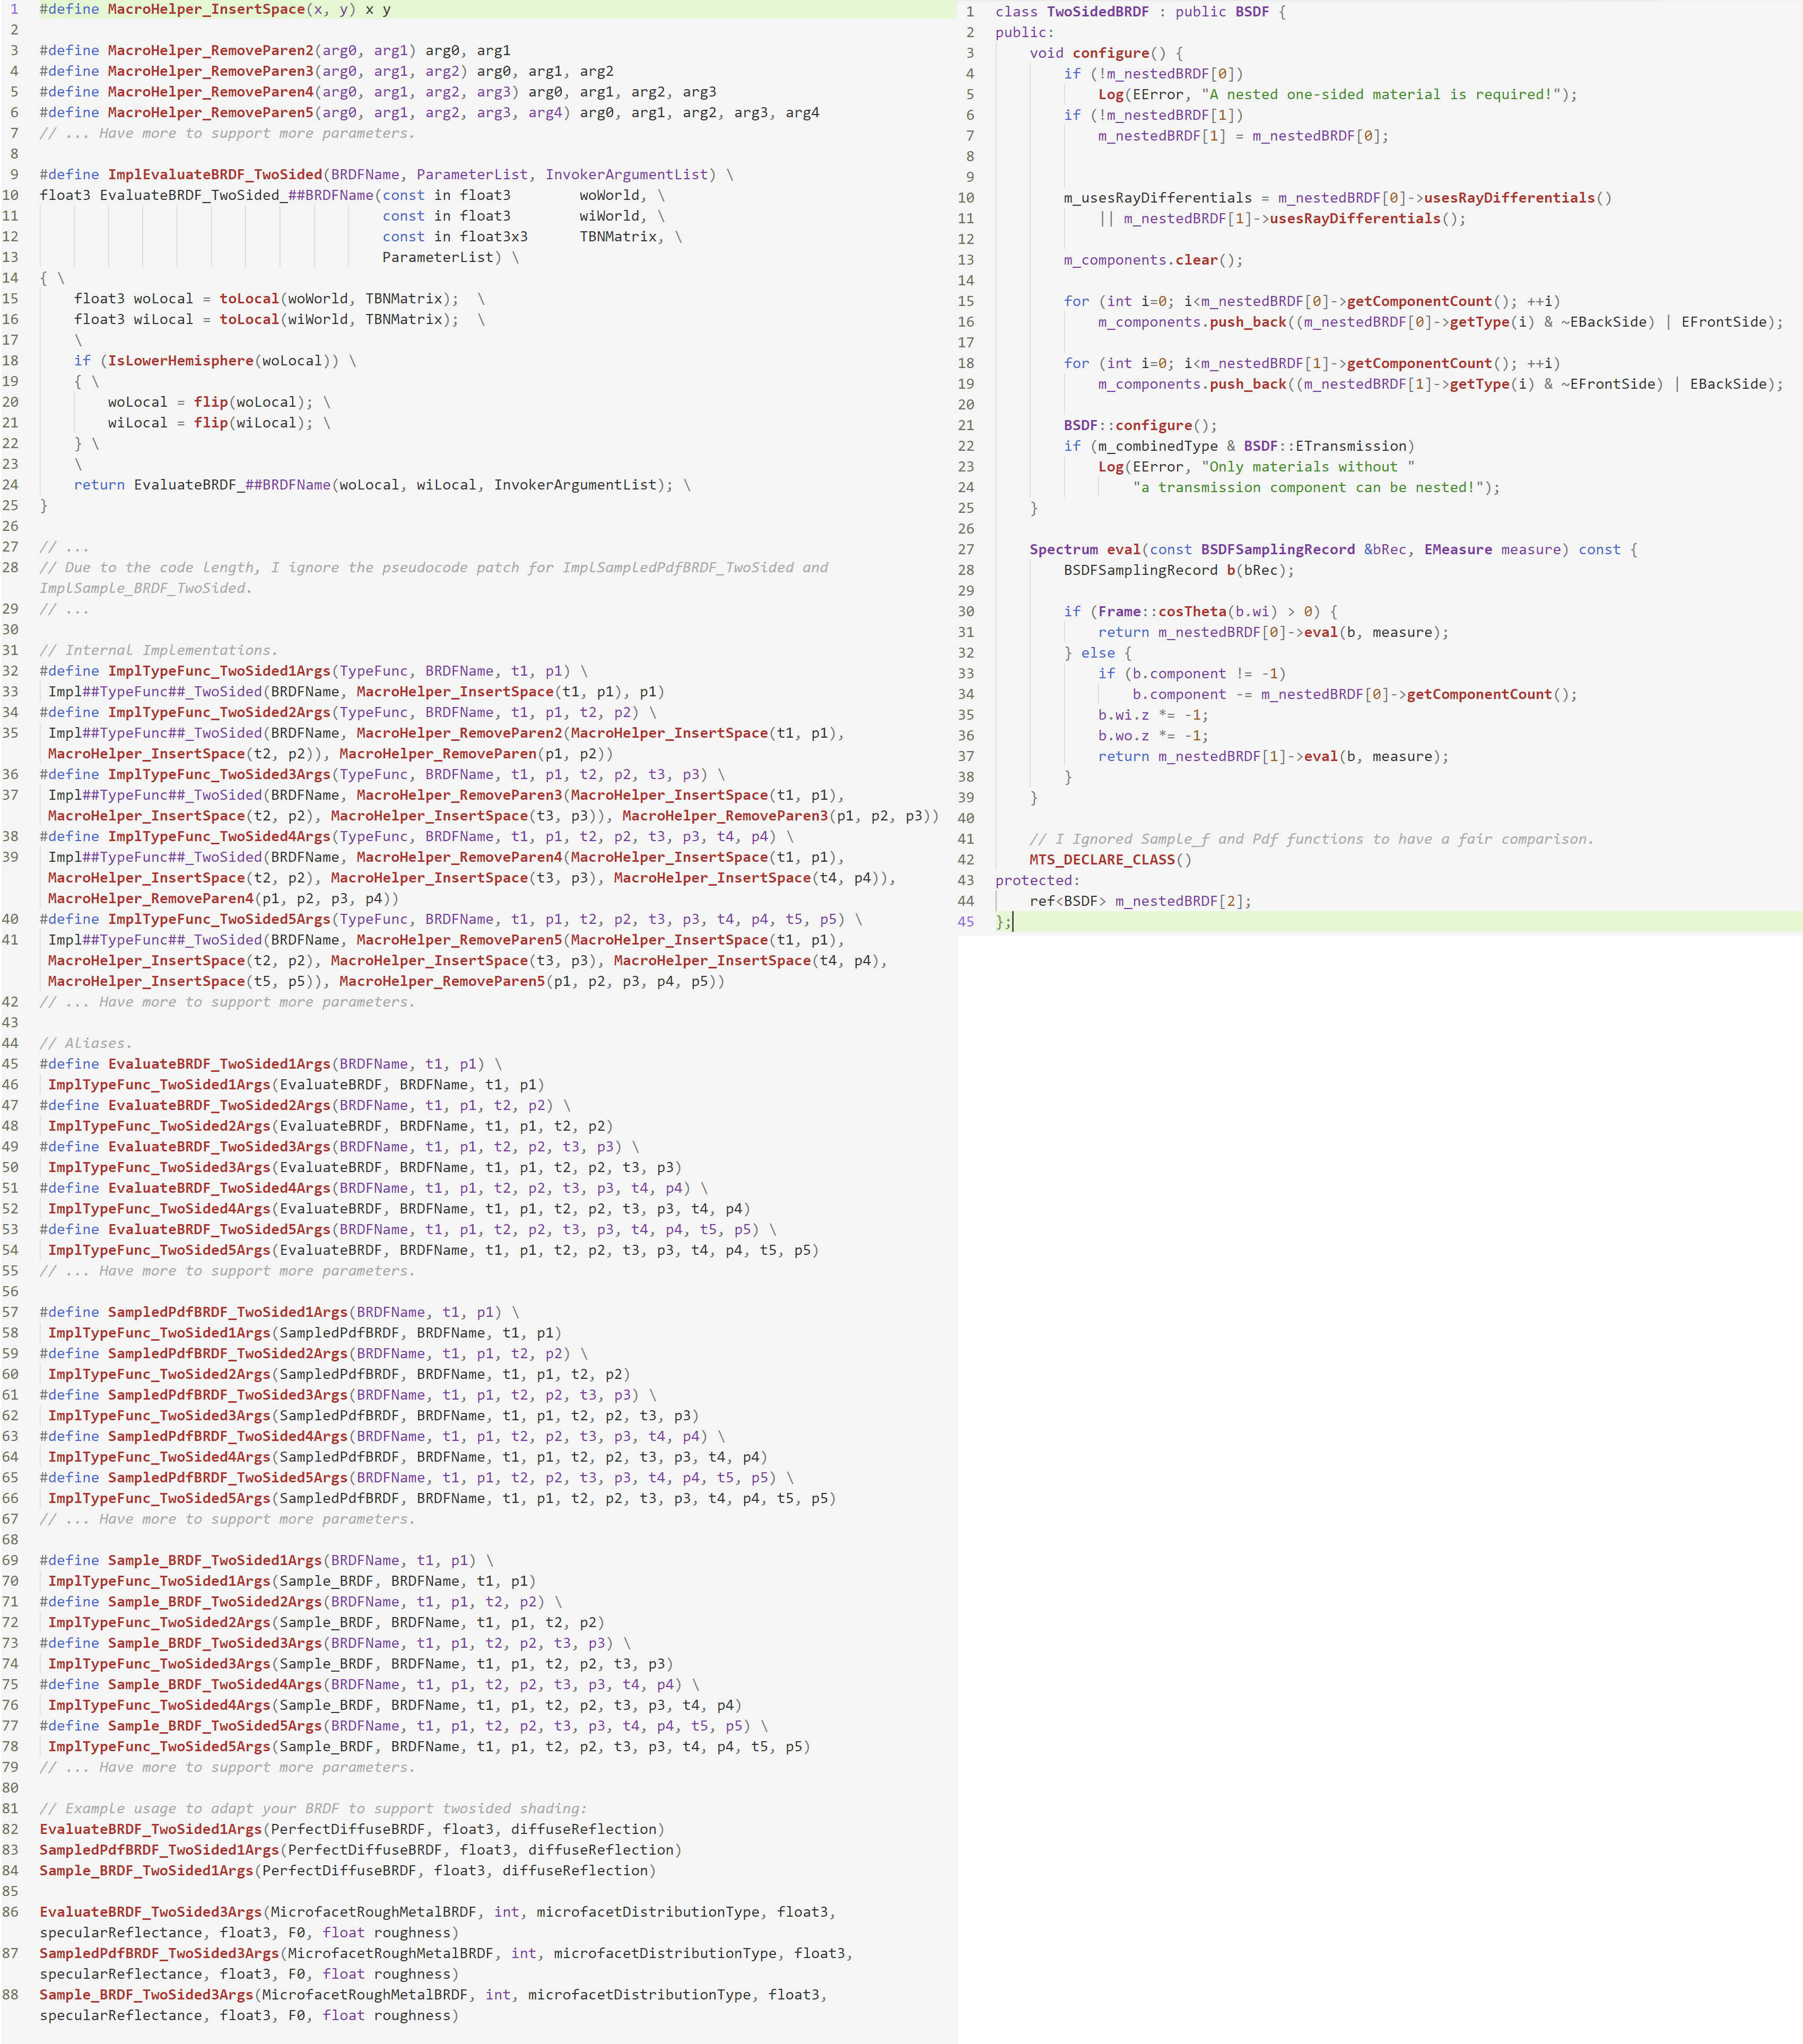 1 #define MacroHelper_InsertSpace(x, y) x y
2
3 #define MacroHelper_RemoveParen2(arg0, arg1) arg0, arg1
4 #define MacroHelper_RemoveParen3(arg0, arg1, arg2) arg0, arg1, arg2
5 #define MacroHelper_RemoveParen4(arg0, arg1, arg2, arg3) arg0, arg1, arg2, arg3
6 #define MacroHelper_RemoveParen5(arg0, arg1, arg2, arg3, arg4) arg0, arg1, arg2, arg3, arg4
7 // ... Have more to support more parameters.
8
9 #define ImplEvaluateBRDF_TwoSided(BRDFName, ParameterList, InvokerArgumentList) \
10 float3 EvaluateBRDF_TwoSided_##BRDFName(const in float3 woWorld, \
11 const in float3 wiWorld, \
12 const in float3x3 TBNMatrix, \
13 ParameterList) \
14 { \
15 float3 woLocal = toLocal(woWorld, TBNMatrix); \
16 float3 wiLocal = toLocal(wiWorld, TBNMatrix); \
17 \
18 if (IsLowerHemisphere(woLocal)) \
19 { \
20 woLocal = flip(woLocal); \
21 wiLocal = flip(wiLocal); \
22 } \
23 \
24 return EvaluateBRDF_##BRDFName(woLocal, wiLocal, InvokerArgumentList); \
25 }
26
27 // ...
28 // Due to the code length, I ignore the pseudocode patch for ImplSampledPdfBRDF_TwoSided and
ImplSample_BRDF_TwoSided.
29 // ...
30
31 // Internal Implementations.
32 #define ImplTypeFunc_TwoSided1Args(TypeFunc, BRDFName, t1, p1) \
33 Impl##TypeFunc##_TwoSided(BRDFName, MacroHelper_InsertSpace(t1, p1), p1)
34 #define ImplTypeFunc_TwoSided2Args(TypeFunc, BRDFName, t1, p1, t2, p2) \
35 Impl##TypeFunc##_TwoSided(BRDFName, MacroHelper_RemoveParen2(MacroHelper_InsertSpace(t1, p1),
MacroHelper_InsertSpace(t2, p2)), MacroHelper_RemoveParen(p1, p2))
36 #define ImplTypeFunc_TwoSided3Args(TypeFunc, BRDFName, t1, p1, t2, p2, t3, p3) \
37 Impl##TypeFunc##_TwoSided(BRDFName, MacroHelper_RemoveParen3(MacroHelper_InsertSpace(t1, p1),
MacroHelper_InsertSpace(t2, p2), MacroHelper_InsertSpace(t3, p3)), MacroHelper_RemoveParen3(p1, p2, p3))
38 #define ImplTypeFunc_TwoSided4Args(TypeFunc, BRDFName, t1, p1, t2, p2, t3, p3, t4, p4) \
39 Impl##TypeFunc##_TwoSided(BRDFName, MacroHelper_RemoveParen4(MacroHelper_InsertSpace(t1, p1),
MacroHelper_InsertSpace(t2, p2), MacroHelper_InsertSpace(t3, p3), MacroHelper_InsertSpace(t4, p4)),
MacroHelper_RemoveParen4(p1, p2, p3, p4))
40 #define ImplTypeFunc_TwoSided5Args(TypeFunc, BRDFName, t1, p1, t2, p2, t3, p3, t4, p4, t5, p5) \
41 Impl##TypeFunc##_TwoSided(BRDFName, MacroHelper_RemoveParen5(MacroHelper_InsertSpace(t1, p1),
MacroHelper_InsertSpace(t2, p2), MacroHelper_InsertSpace(t3, p3), MacroHelper_InsertSpace(t4, p4),
MacroHelper_InsertSpace(t5, p5)), MacroHelper_RemoveParen5(p1, p2, p3, p4, p5))
42 // ... Have more to support more parameters.
43
44 // Aliases.
45 #define EvaluateBRDF_TwoSided1Args(BRDFName, t1, p1) \
46 ImplTypeFunc_TwoSided1Args(EvaluateBRDF, BRDFName, t1, p1)
47 #define EvaluateBRDF_TwoSided2Args(BRDFName, t1, p1, t2, p2) \
48 ImplTypeFunc_TwoSided2Args(EvaluateBRDF, BRDFName, t1, p1, t2, p2)
49 #define EvaluateBRDF_TwoSided3Args(BRDFName, t1, p1, t2, p2, t3, p3) \
50 ImplTypeFunc_TwoSided3Args(EvaluateBRDF, BRDFName, t1, p1, t2, p2, t3, p3)
51 #define EvaluateBRDF_TwoSided4Args(BRDFName, t1, p1, t2, p2, t3, p3, t4, p4) \
52 ImplTypeFunc_TwoSided4Args(EvaluateBRDF, BRDFName, t1, p1, t2, p2, t3, p3, t4, p4)
53 #define EvaluateBRDF_TwoSided5Args(BRDFName, t1, p1, t2, p2, t3, p3, t4, p4, t5, p5) \
54 ImplTypeFunc_TwoSided5Args(EvaluateBRDF, BRDFName, t1, p1, t2, p2, t3, p3, t4, p4, t5, p5)
55 // ... Have more to support more parameters.
56
57 #define SampledPdfBRDF_TwoSided1Args(BRDFName, t1, p1) \
58 ImplTypeFunc_TwoSided1Args(SampledPdfBRDF, BRDFName, t1, p1)
59 #define SampledPdfBRDF_TwoSided2Args(BRDFName, t1, p1, t2, p2) \
60 ImplTypeFunc_TwoSided2Args(SampledPdfBRDF, BRDFName, t1, p1, t2, p2)
61 #define SampledPdfBRDF_TwoSided3Args(BRDFName, t1, p1, t2, p2, t3, p3) \
62 ImplTypeFunc_TwoSided3Args(SampledPdfBRDF, BRDFName, t1, p1, t2, p2, t3, p3)
63 #define SampledPdfBRDF_TwoSided4Args(BRDFName, t1, p1, t2, p2, t3, p3, t4, p4) \
64 ImplTypeFunc_TwoSided4Args(SampledPdfBRDF, BRDFName, t1, p1, t2, p2, t3, p3, t4, p4)
65 #define SampledPdfBRDF_TwoSided5Args(BRDFName, t1, p1, t2, p2, t3, p3, t4, p4, t5, p5) \
66 ImplTypeFunc_TwoSided5Args(SampledPdfBRDF, BRDFName, t1, p1, t2, p2, t3, p3, t4, p4, t5, p5)
67 // ... Have more to support more parameters.
68
69 #define Sample_BRDF_TwoSided1Args(BRDFName, t1, p1) \
70 ImplTypeFunc_TwoSided1Args(Sample_BRDF, BRDFName, t1, p1)
71 #define Sample_BRDF_TwoSided2Args(BRDFName, t1, p1, t2, p2) \
72 ImplTypeFunc_TwoSided2Args(Sample_BRDF, BRDFName, t1, p1, t2, p2)
73 #define Sample_BRDF_TwoSided3Args(BRDFName, t1, p1, t2, p2, t3, p3) \
74 ImplTypeFunc_TwoSided3Args(Sample_BRDF, BRDFName, t1, p1, t2, p2, t3, p3)
75 #define Sample_BRDF_TwoSided4Args(BRDFName, t1, p1, t2, p2, t3, p3, t4, p4) \
76 ImplTypeFunc_TwoSided4Args(Sample_BRDF, BRDFName, t1, p1, t2, p2, t3, p3, t4, p4)
77 #define Sample_BRDF_TwoSided5Args(BRDFName, t1, p1, t2, p2, t3, p3, t4, p4, t5, p5) \
78 ImplTypeFunc_TwoSided5Args(Sample_BRDF, BRDFName, t1, p1, t2, p2, t3, p3, t4, p4, t5, p5)
79 // ... Have more to support more parameters.
80
81 // Example usage to adapt your BRDF to support twosided shading:
82 EvaluateBRDF_TwoSided1Args(PerfectDiffuseBRDF, float3, diffuseReflection)
83 SampledPdfBRDF_TwoSided1Args(PerfectDiffuseBRDF, float3, diffuseReflection)
84 Sample_BRDF_TwoSided1Args(PerfectDiffuseBRDF, float3, diffuseReflection)
85
86 EvaluateBRDF_TwoSided3Args(MicrofacetRoughMetalBRDF, int, microfacetDistributionType, float3,
specularReflectance, float3, F0, float roughness)
87 SampledPdfBRDF_TwoSided3Args(MicrofacetRoughMetalBRDF, int, microfacetDistributionType, float3,
specularReflectance, float3, F0, float roughness)
88 Sample_BRDF_TwoSided3Args(MicrofacetRoughMetalBRDF, int, microfacetDistributionType, float3,
specularReflectance, float3, F0, float roughness)
1 class TwoSidedBRDF : public BSDF {
2 public:
3 void configure() {
4 if (!m_nestedBRDF[0])
5 Log(EError, "A nested one-sided material is required!");
6 if (!m_nestedBRDF[1])
7 m_nestedBRDF[1] = m_nestedBRDF[0];
8
9
10 m_usesRayDifferentials = m_nestedBRDF[0]->usesRayDifferentials()
11 || m_nestedBRDF[1]->usesRayDifferentials();
12
13 m_components.clear();
14
15 for (int i=0; i<m_nestedBRDF[0]->getComponentCount(); ++i)
16 m_components.push_back((m_nestedBRDF[0]->getType(i) & ~EBackSide) | EFrontSide);
17
18 for (int i=0; i<m_nestedBRDF[1]->getComponentCount(); ++i)
19 m_components.push_back((m_nestedBRDF[1]->getType(i) & ~EFrontSide) | EBackSide);
20
21 BSDF::configure();
22 if (m_combinedType & BSDF::ETransmission)
23 Log(EError, "Only materials without "
24 "a transmission component can be nested!");
25 }
26
27 Spectrum eval(const BSDFSamplingRecord &bRec, EMeasure measure) const {
28 BSDFSamplingRecord b(bRec);
29
30 if (Frame::cosTheta(b.wi) > 0) {
31 return m_nestedBRDF[0]->eval(b, measure);
32 } else {
33 if (b.component != -1)
34 b.component -= m_nestedBRDF[0]->getComponentCount();
35 b.wi.z *= -1;
36 b.wo.z *= -1;
37 return m_nestedBRDF[1]->eval(b, measure);
38 }
39 }
40
41 // I Ignored Sample_f and Pdf functions to have a fair comparison.
42 MTS_DECLARE_CLASS()
43 protected:
44 ref<BSDF> m_nestedBRDF[2];
45 };